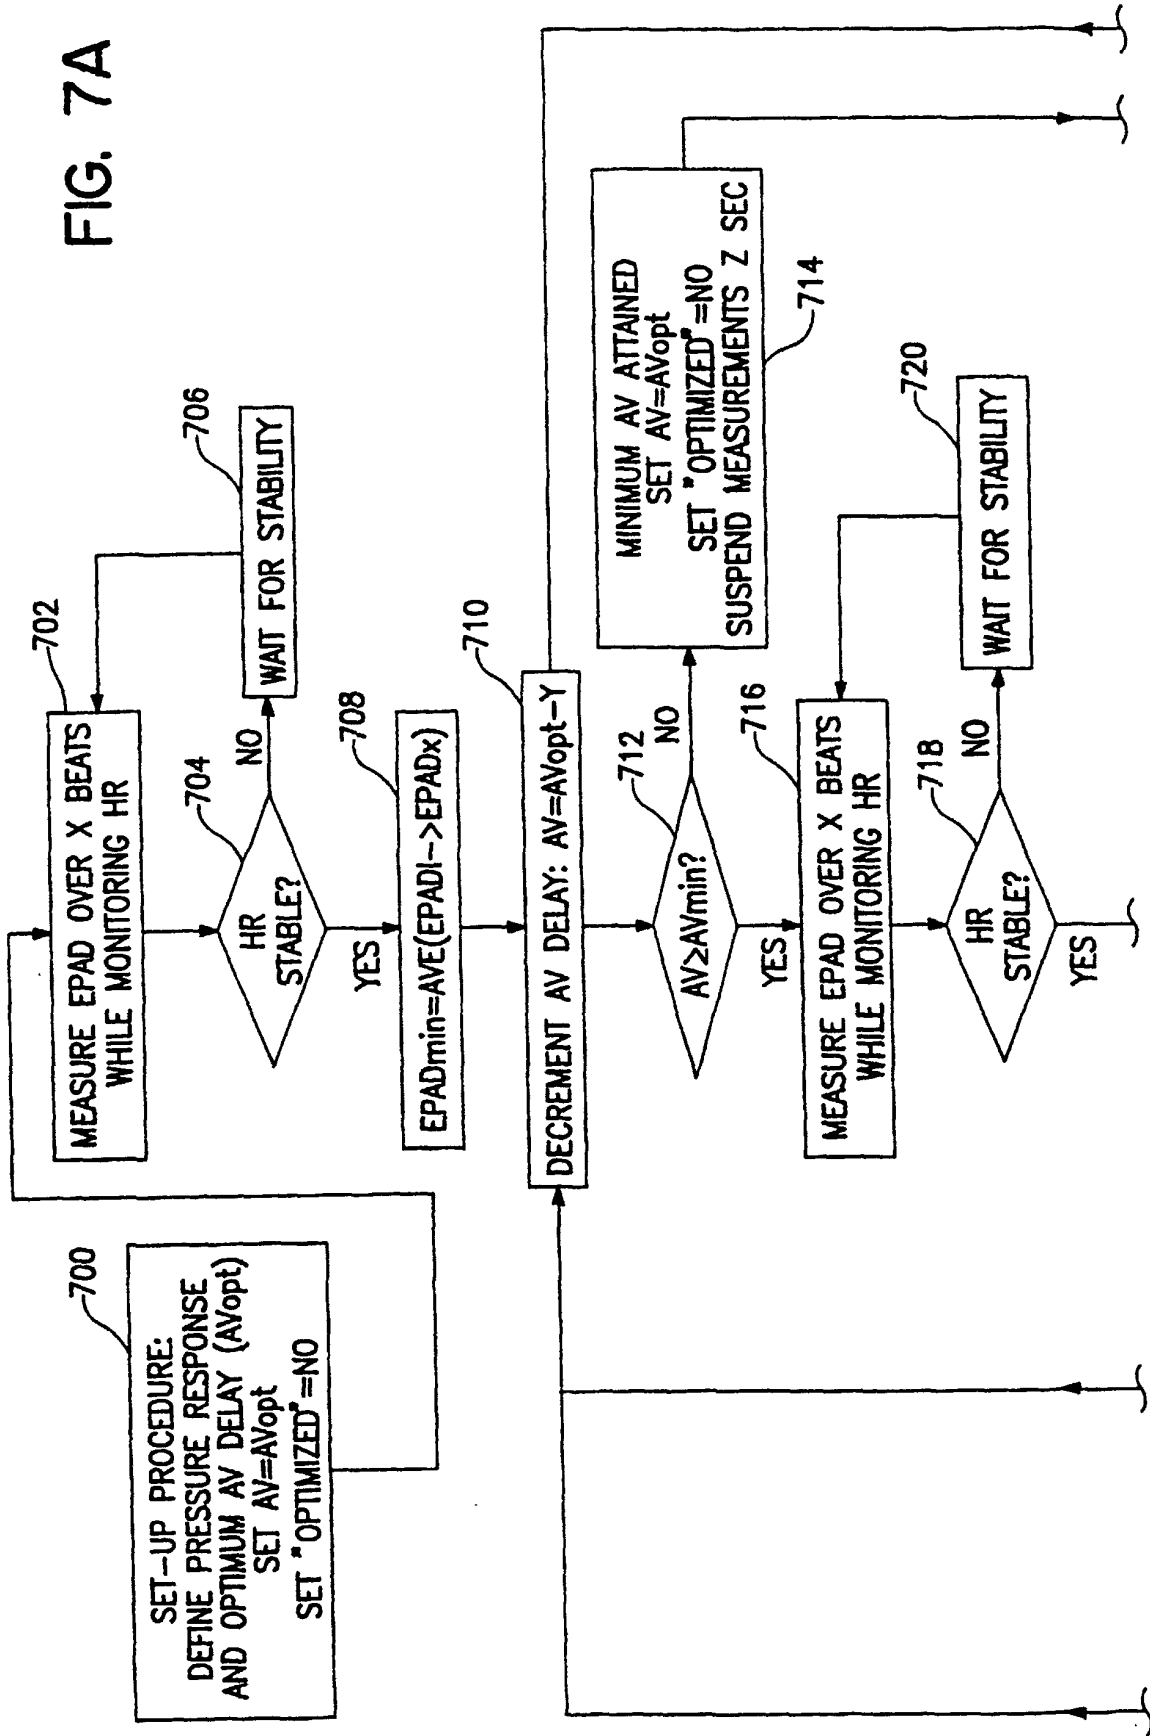 FIG. 7A
700
SET-UP PROCEDURE:
DEFINE PRESSURE RESPONSE
AND OPTIMUM AV DELAY (AVopt)
SET AV=AVopt
SET "OPTIMIZED"=NO
702
MEASURE EPAD OVER X BEATS
WHILE MONITORING HR
704
HR
STABLE?
NO
706
WAIT FOR STABILITY
YES
708
EPADmin=AVE(EPADI->EPADx)
710
DECREMENT AV DELAY: AV=AVopt-Y
712
AV≥AVmin?
NO
MINIMUM AV ATTAINED
SET AV=AVopt
SET "OPTIMIZED"=NO
SUSPEND MEASUREMENTS Z SEC
714
YES
716
MEASURE EPAD OVER X BEATS
WHILE MONITORING HR
718
HR
STABLE?
NO
720
WAIT FOR STABILITY
YES